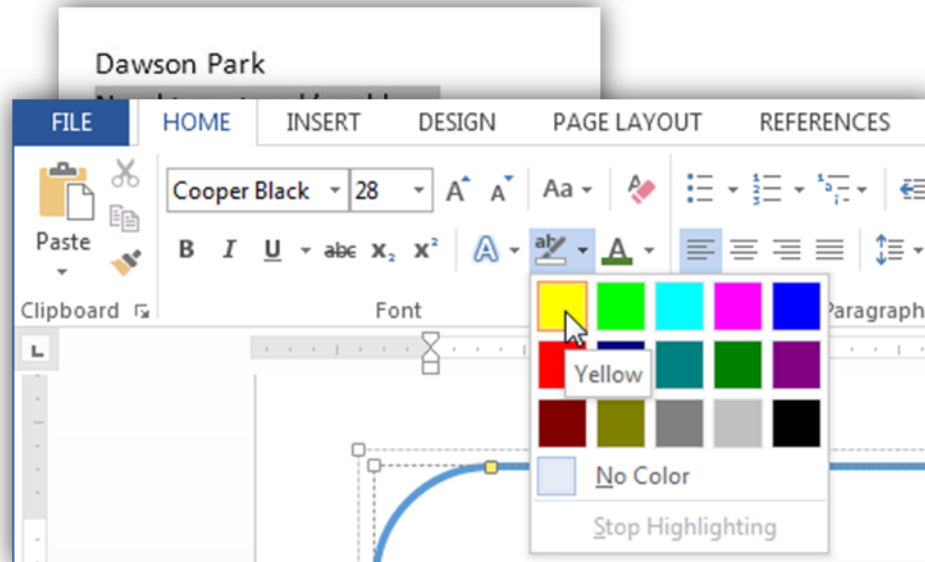 Dawson Park
FILE HOME INSERT DESIGN PAGE LAYOUT REFERENCES
Cooper Black 28 A A Aa
Paste B I U abc X₂ X² A ab A
Clipboard Font Paragraph
L
Yellow
No Color
Stop Highlighting